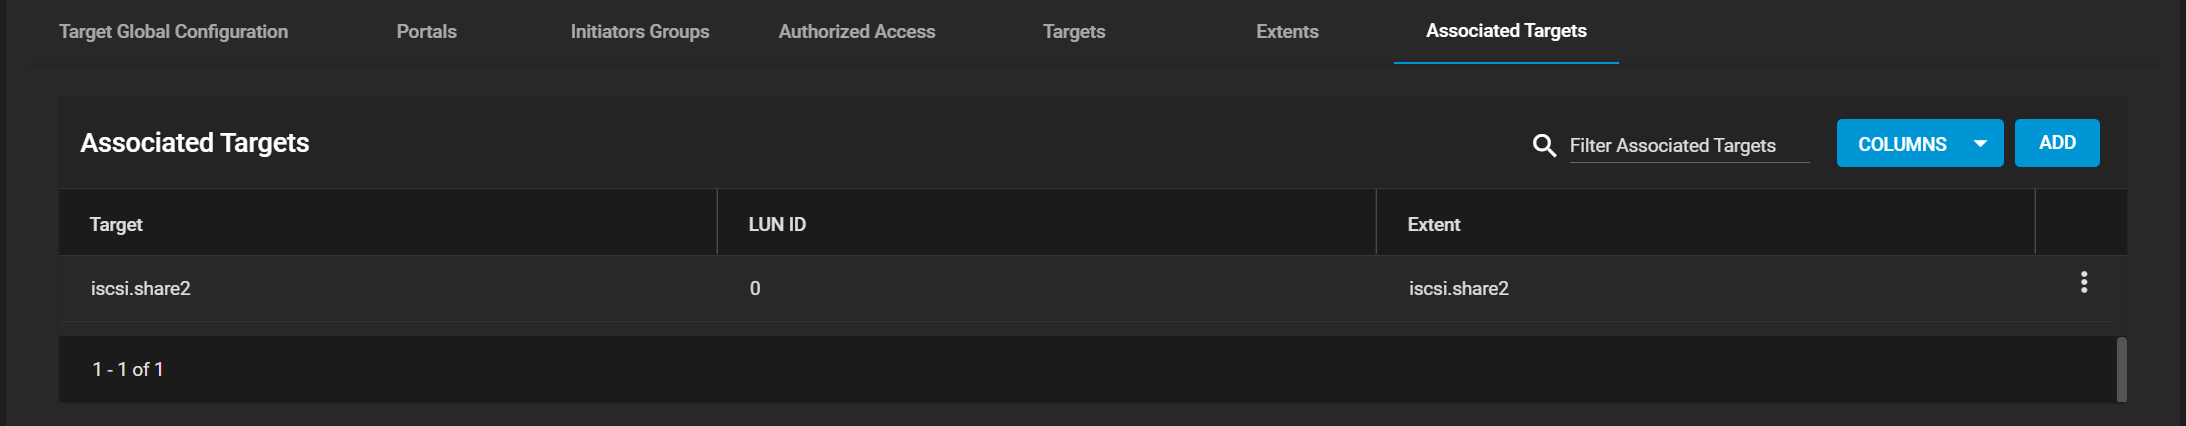 Target Global Configuration Portals Initiators Groups Authorized Access Targets Extents Associated Targets
Associated Targets Filter Associated Targets COLUMNS ADD
Target LUN ID Extent
iscsi.share2 0 iscsi.share2
1 - 1 of 1